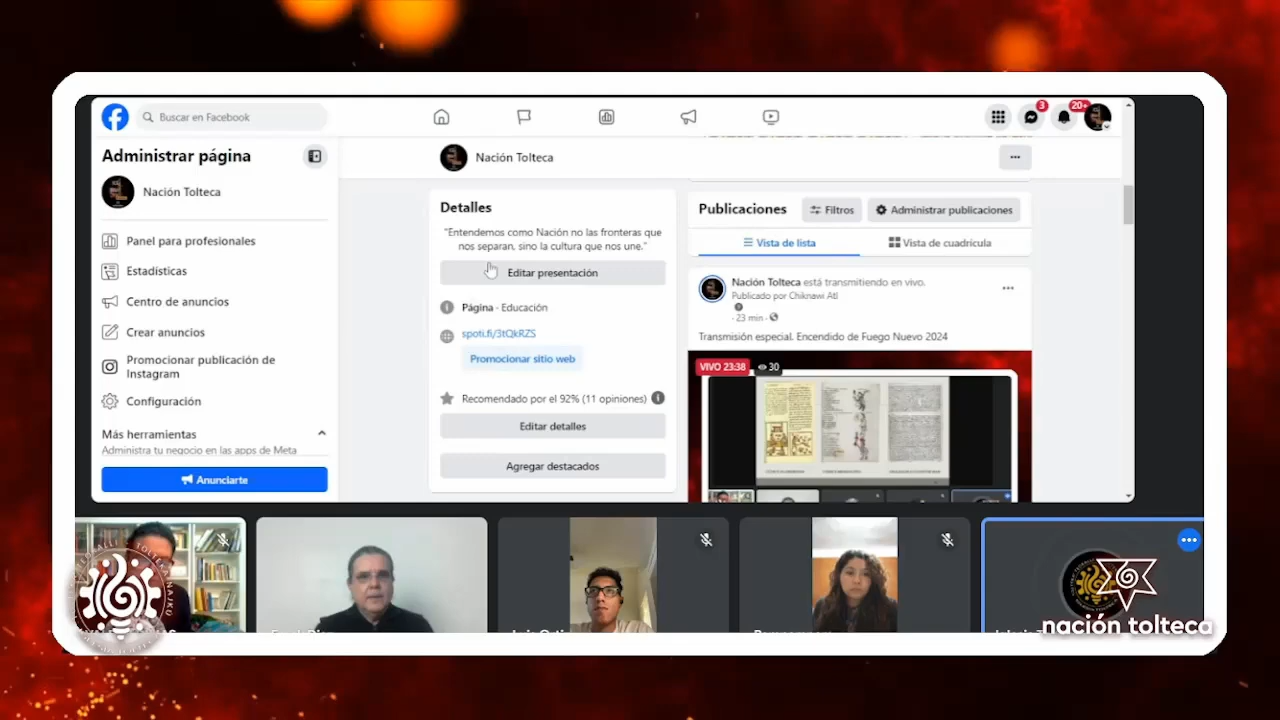 Buscar en Facebook
3
20+
Administrar página
Nación Tolteca
Panel para profesionales
Estadísticas
Centro de anuncios
Crear anuncios
Promocionar publicación de
Instagram
Configuración
Más herramientas
Administra tu negocio en las apps de Meta
Anunciarte
Nación Tolteca
Detalles
"Entendemos como Nación no las fronteras que
nos separan, sino la cultura que nos une."
Editar presentación
Página · Educación
spoti.fi/3tQkRZS
Promocionar sitio web
Recomendado por el 92% (11 opiniones)
Editar detalles
Agregar destacados
Publicaciones
Filtros
Administrar publicaciones
Vista de lista
Vista de cuadrícula
Nación Tolteca está transmitiendo en vivo.
Publicado por Chiknawi Atl
· 23 min ·
Transmisión especial. Encendido de Fuego Nuevo 2024
VIVO 23:38
30
nación tolteca